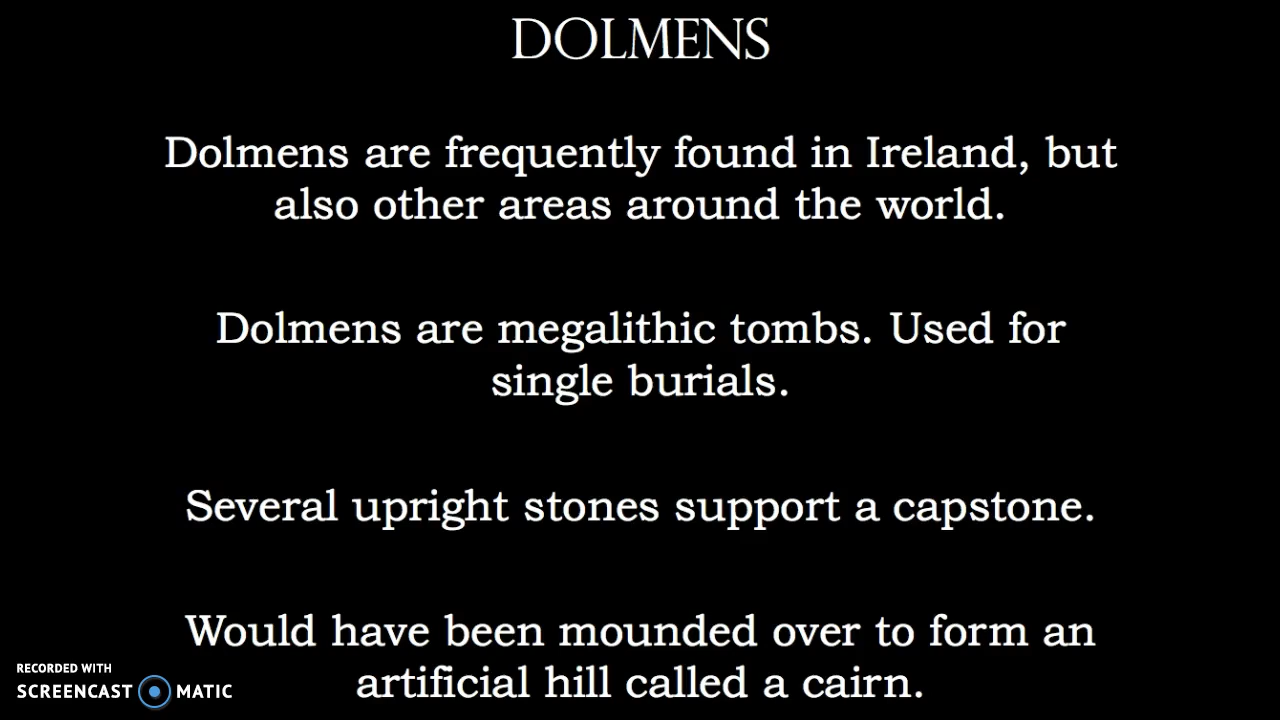 DOLMENS
Dolmens are frequently found in Ireland, but
also other areas around the world.
Dolmens are megalithic tombs. Used for
single burials.
Several upright stones support a capstone.
Would have been mounded over to form an
artificial hill called a cairn.
RECORDED WITH
SCREENCAST MATIC